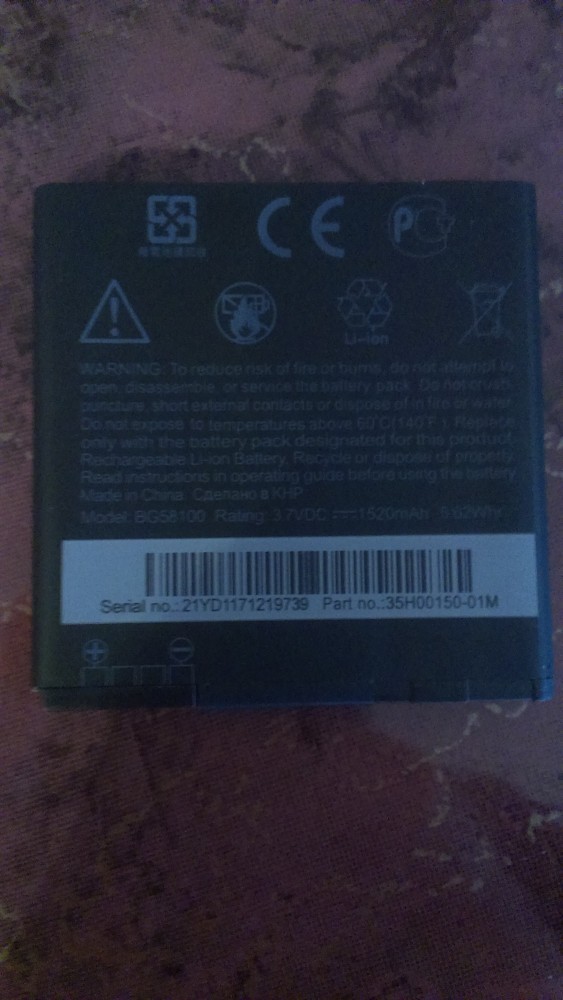 CE
Li-ion
WARNING: To reduce risk of fire or burns, do not attempt to
open, disassemble, or service the battery pack. Do not crush,
puncture, short external contacts or dispose of in fire or water.
Do not expose to temperatures above 60°C(140°F). Replace
only with the battery pack designated for this product.
Rechargeable Li-ion Battery. Recycle or dispose of properly.
Read instructions in operating guide before using the battery.
Made in China. Сделано в КНР
Model: BG58100 Rating: 3.7VDC 1520mAh 5.62Whr
Serial no.: 21YD1171219739 Part no.:35H00150-01M
+ -